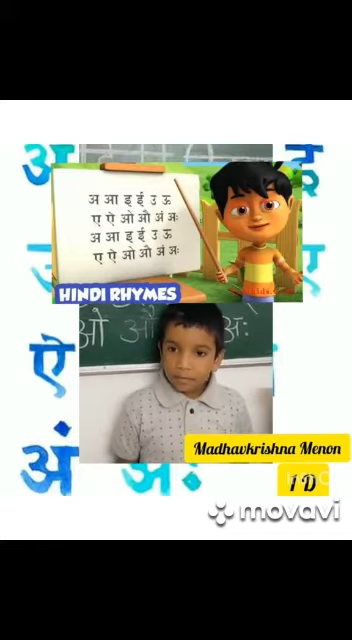 अ
इ
अ आ इ ई उ ऊ
ए ऐ ओ औ अं अः
अ आ इ ई उ ऊ
ए ऐ ओ औ अं अः
HINDI RHYMES
ऐ
ओ औ अः
Madhavkrishna Menon
अं अः
1 D
movavi